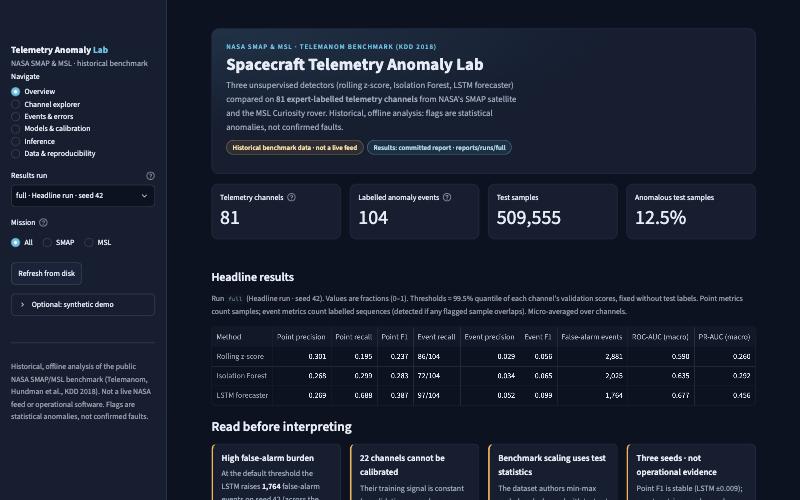 Telemetry Anomaly Lab
NASA SMAP & MSL · historical benchmark
Navigate
Overview
Channel explorer
Events & errors
Models & calibration
Inference
Data & reproducibility
Results run
full · Headline run · seed 42
Mission
All SMAP MSL
Refresh from disk
Optional: synthetic demo
Historical, offline analysis of the public
NASA SMAP/MSL benchmark (Telemanom,
Hundman et al., KDD 2018). Not a live NASA
feed or operational software. Flags are
statistical anomalies, not confirmed faults.
NASA SMAP & MSL · TELEMANOM BENCHMARK (KDD 2018)
Spacecraft Telemetry Anomaly Lab
Three unsupervised detectors (rolling z-score, Isolation Forest, LSTM forecaster)
compared on 81 expert-labelled telemetry channels from NASA's SMAP satellite
and the MSL Curiosity rover. Historical, offline analysis: flags are statistical
anomalies, not confirmed faults.
Historical benchmark data · not a live feed Results: committed report · reports/runs/full
Telemetry channels Labelled anomaly events Test samples Anomalous test samples
81 104 509,555 12.5%
Headline results
Run full (Headline run · seed 42). Values are fractions (0–1). Thresholds = 99.5% quantile of each channel's validation scores, fixed without test labels. Point metrics
count samples; event metrics count labelled sequences (detected if any flagged sample overlaps). Micro-averaged over channels.
Method Point precision Point recall Point F1 Event recall Event precision Event F1 False-alarm events ROC-AUC (macro) PR-AUC (macro)
Rolling z-score 0.301 0.195 0.237 86/104 0.029 0.056 2,881 0.590 0.260
Isolation Forest 0.268 0.299 0.283 72/104 0.034 0.065 2,025 0.635 0.292
LSTM forecaster 0.269 0.688 0.387 97/104 0.052 0.099 1,764 0.677 0.456
Read before interpreting
High false-alarm burden
At the default threshold the
LSTM raises 1,764 false-alarm
events on seed 42 (across the
22 channels cannot be
calibrated
Their training signal is constant
Benchmark scaling uses test
statistics
The dataset authors min-max
Three seeds · not
operational evidence
Point F1 is stable (LSTM ±0.009);